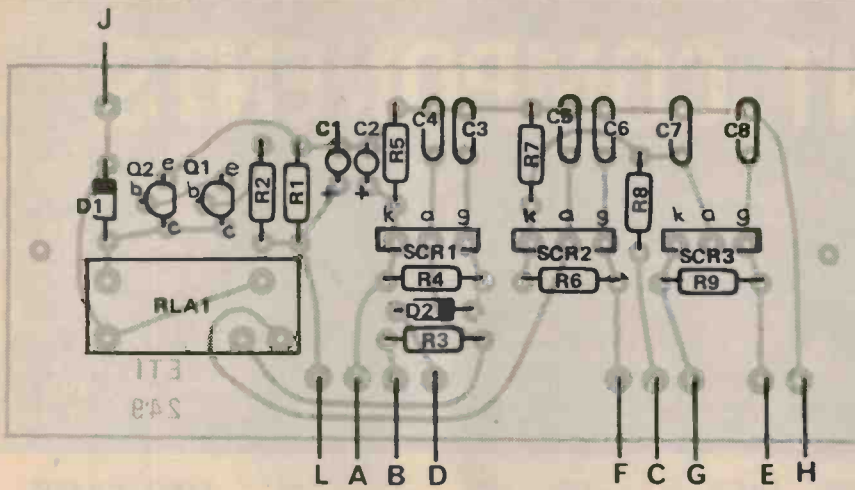 J
C1 C2 R5 C4 C3 R7 C5 C6 C7 C8
Q2 e Q1 e
b b
D1 R2 R1 R8
c c
+ + k a g k a g k a g
SCR1 SCR2 SCR3
RLA1 R4 R6 R9
D2
R3
ETI
249
L A B D F C G E H